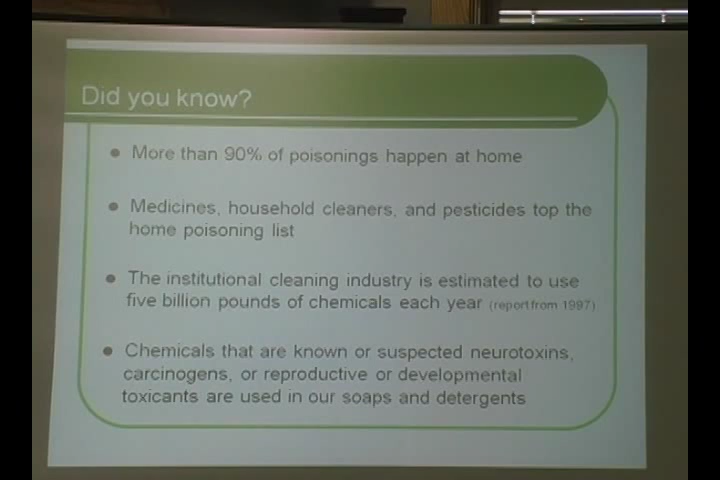 Did you know?
• More than 90% of poisonings happen at home
• Medicines, household cleaners, and pesticides top the
home poisoning list
• The institutional cleaning industry is estimated to use
five billion pounds of chemicals each year (report from 1997)
• Chemicals that are known or suspected neurotoxins,
carcinogens, or reproductive or developmental
toxicants are used in our soaps and detergents